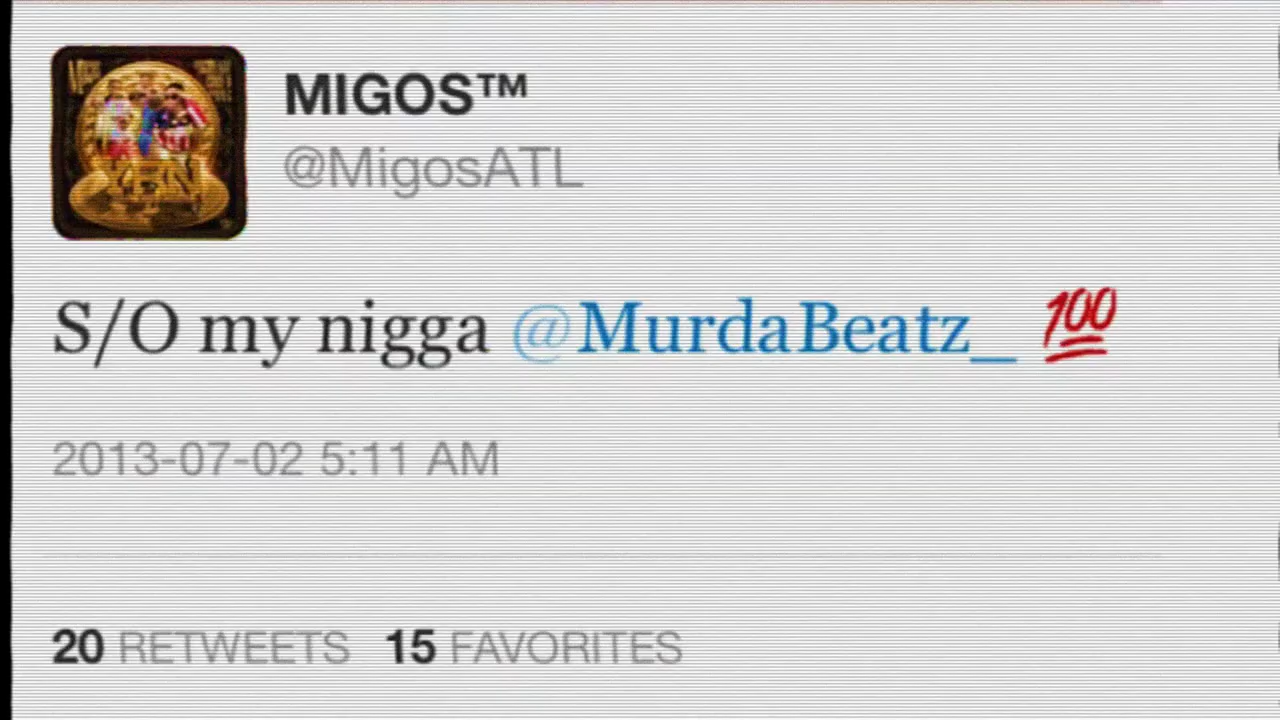 MIGOS™
@MigosATL
S/O my nigga @MurdaBeatz_ 💯
2013-07-02 5:11 AM
20 RETWEETS 15 FAVORITES